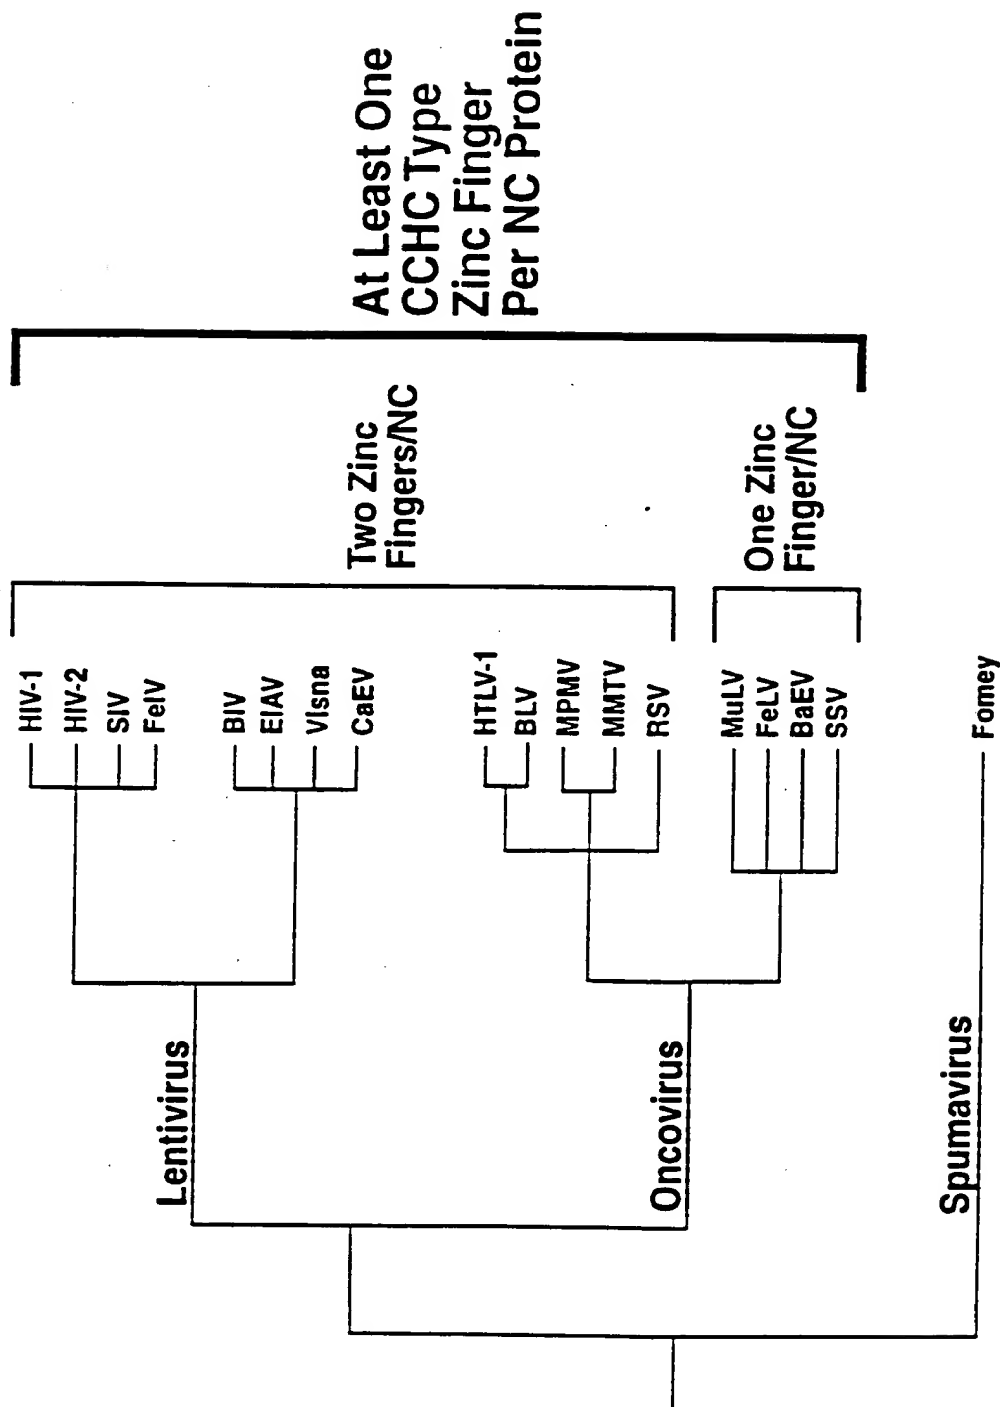 Lentivirus
Oncovirus
Spumavirus
HIV-1
HIV-2
SIV
FeIV
BIV
EIAV
Visna
CaEV
HTLV-1
BLV
MPMV
MMTV
RSV
MuLV
FeLV
BaEV
SSV
Fomey
Two Zinc
Fingers/NC
One Zinc
Finger/NC
At Least One
CCHC Type
Zinc Finger
Per NC Protein